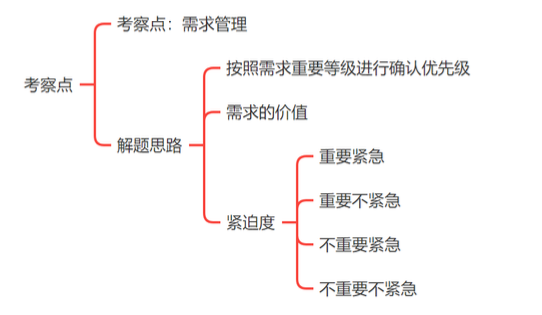 考察点
考察点：需求管理
解题思路
按照需求重要等级进行确认优先级
需求的价值
紧迫度
重要紧急
重要不紧急
不重要紧急
不重要不紧急